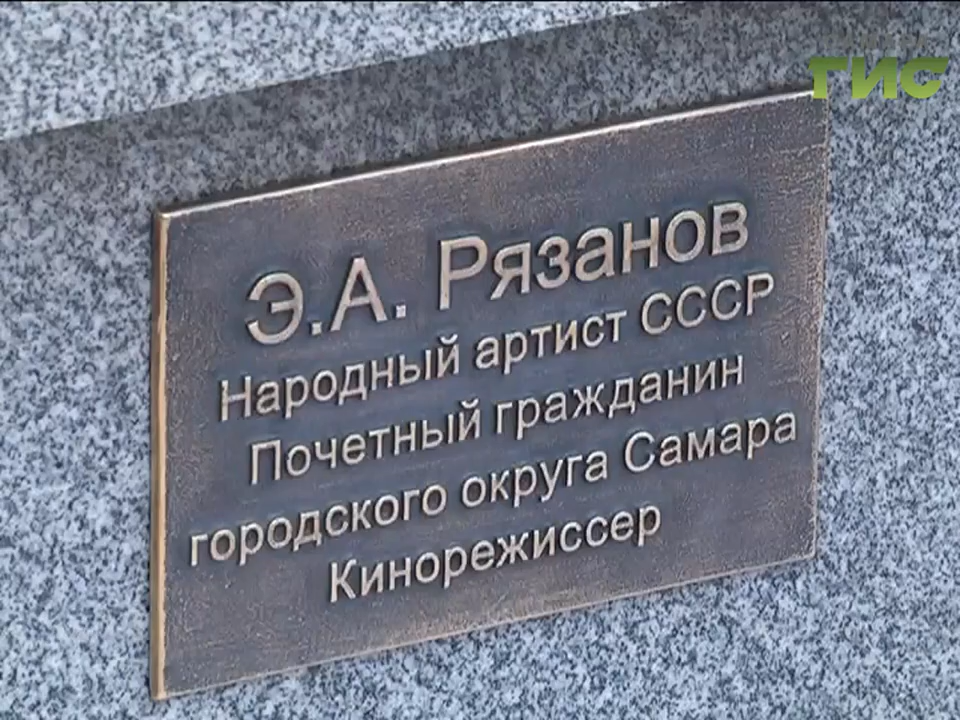 ГИС
Э.А. Рязанов
Народный артист СССР
Почетный гражданин
городского округа Самара
Кинорежиссер